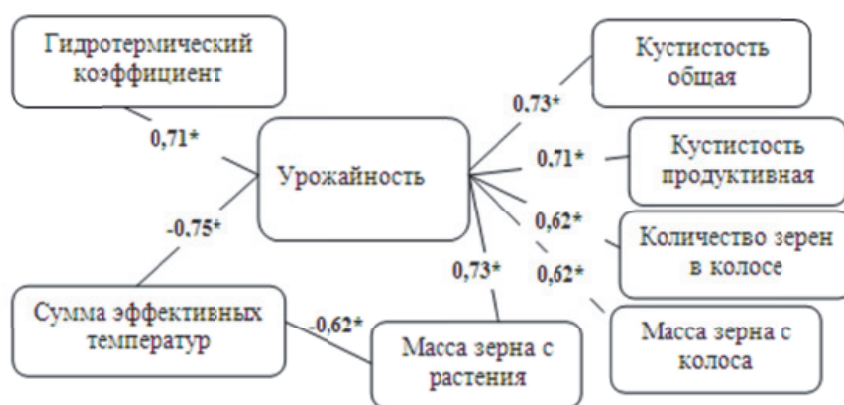 Гидротермический
коэффициент
Кустистость
общая
0.73*
0,71*
Урожайность
0.71*
Кустистость
продуктивная
-0.75*
0,62*
Количество зерен
в колосе
0,73*
0,62*
Сумма эффективных
температур
-0,62*
Масса зерна с
растения
Масса зерна с
колоса